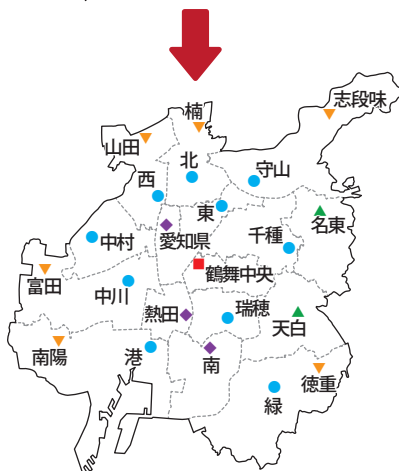 楠
志段味
山田
北
守山
西
東
名東
愛知県
千種
中村
鶴舞中央
富田
中川
熱田
瑞穂
天白
南陽
港
南
徳重
緑